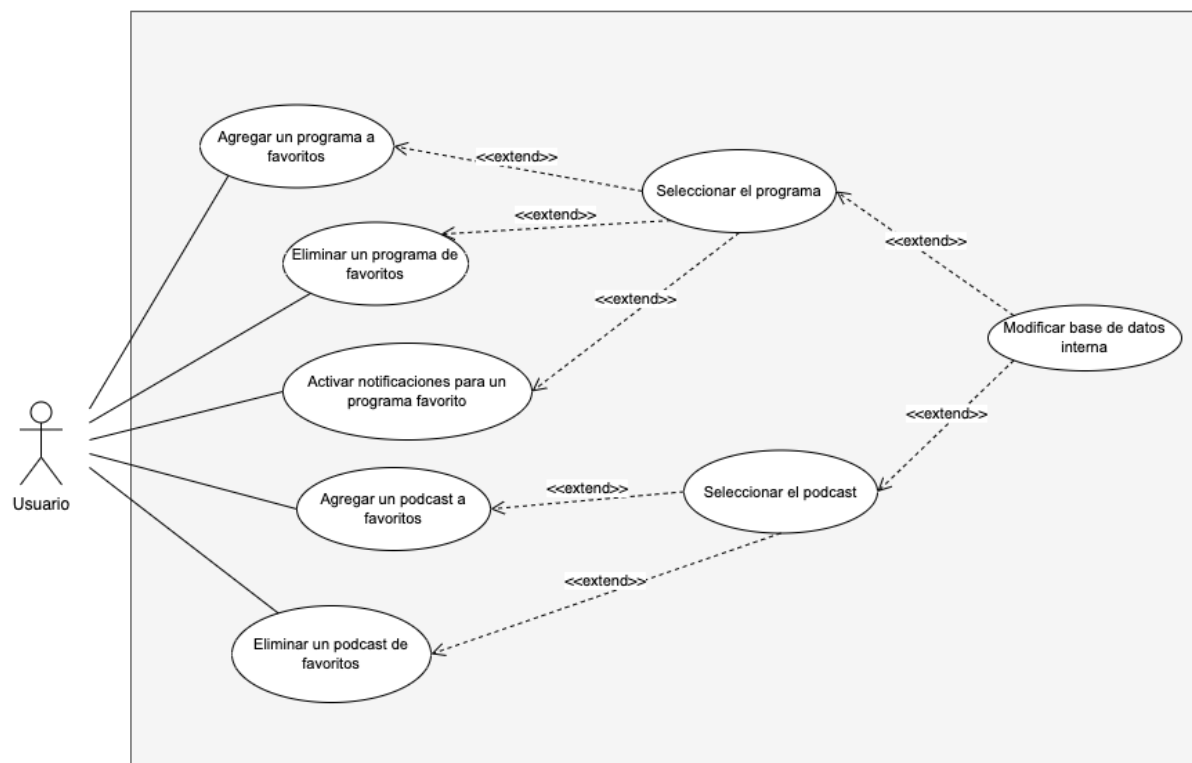 Agregar un programa a
favoritos
<<extend>>
Seleccionar el programa
<<extend>>
Eliminar un programa de
favoritos
<<extend>>
<<extend>>
Modificar base de datos
interna
Activar notificaciones para un
programa favorito
<<extend>>
Usuario
Agregar un podcast a
favoritos
<<extend>>
Seleccionar el podcast
<<extend>>
Eliminar un podcast de
favoritos